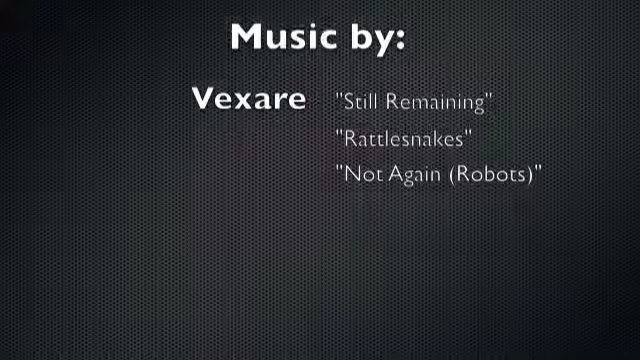 Music by:
Vexare "Still Remaining"
"Rattlesnakes"
"Not Again (Robots)"